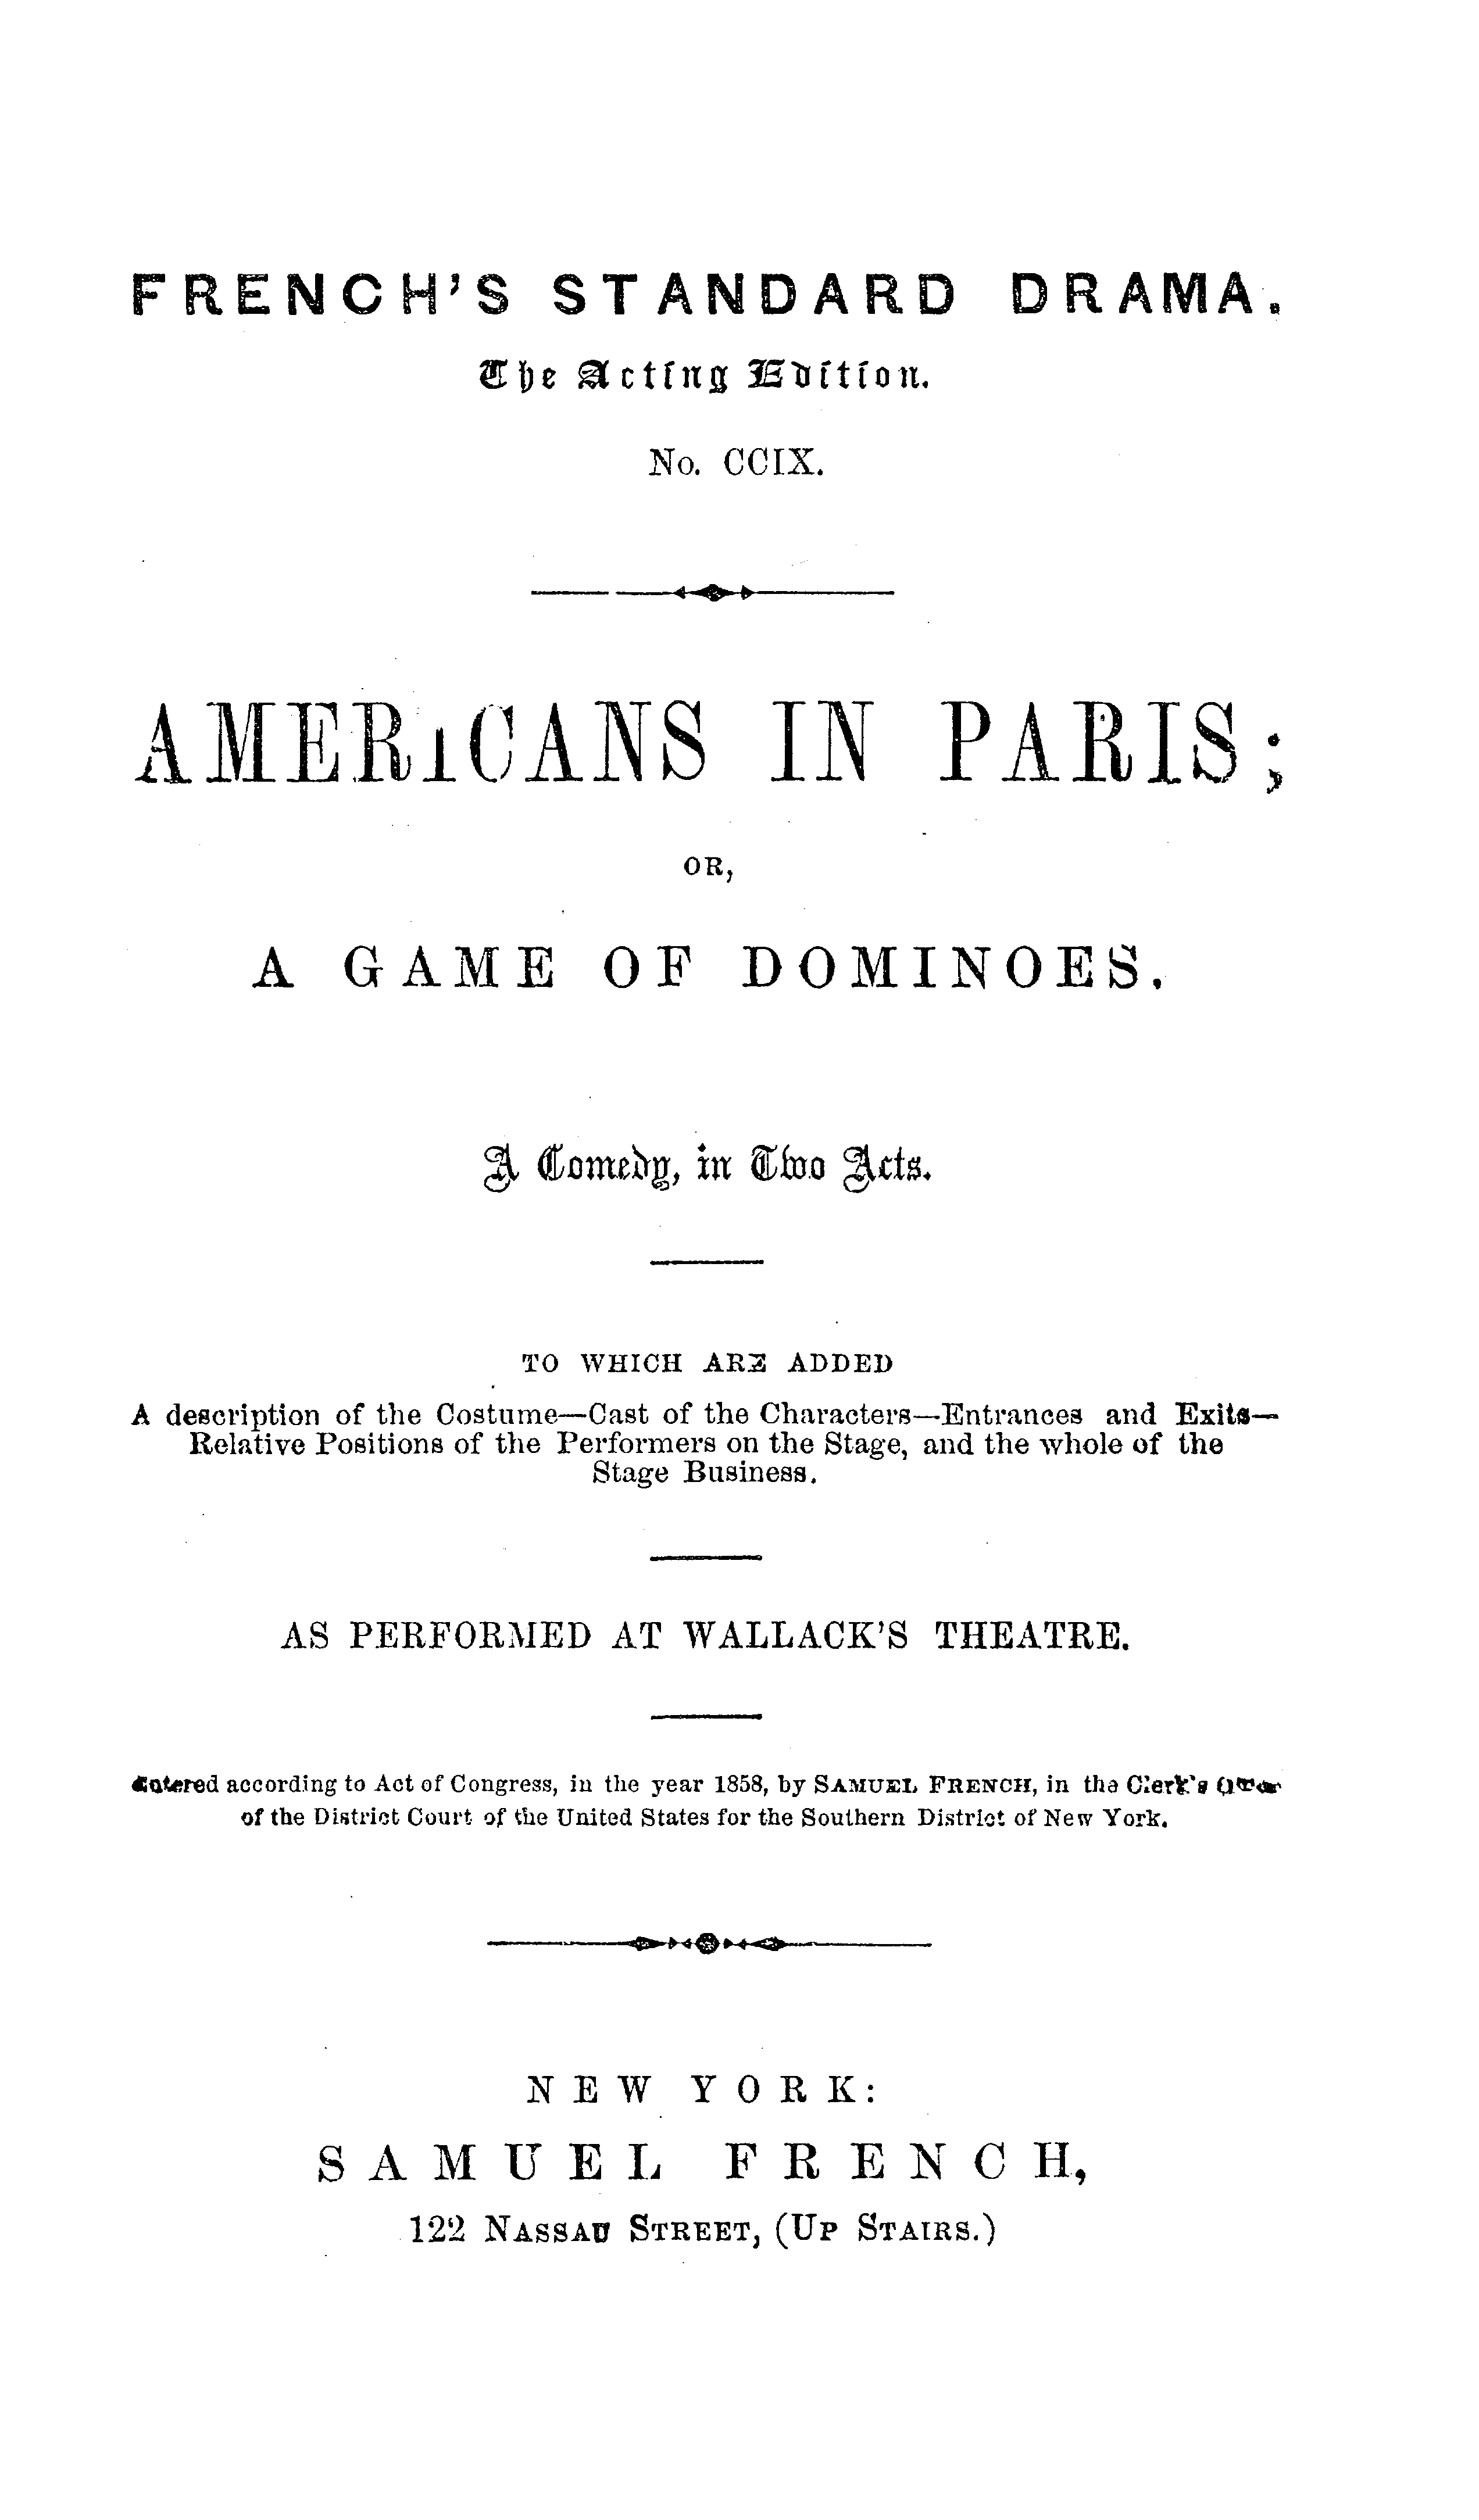 FRENCH'S STANDARD DRAMA.
The Acting Edition.
No. CCIX.
AMERiCANS IN PARIS;
OR,
A GAME OF DOMINOES.
A Comedy, in Two Acts.
TO WHICH ARE ADDED
A description of the Costume—Cast of the Characters—Entrances and Exits—
Relative Positions of the Performers on the Stage, and the whole of the
Stage Business.
AS PERFORMED AT WALLACK'S THEATRE.
Entered according to Act of Congress, in the year 1858, by SAMUEL FRENCH, in the Clerk's
of the District Court of the United States for the Southern District of New York.
NEW YORK:
SAMUEL FRENCH,
122 NASSAU STREET, (UP STAIRS.)